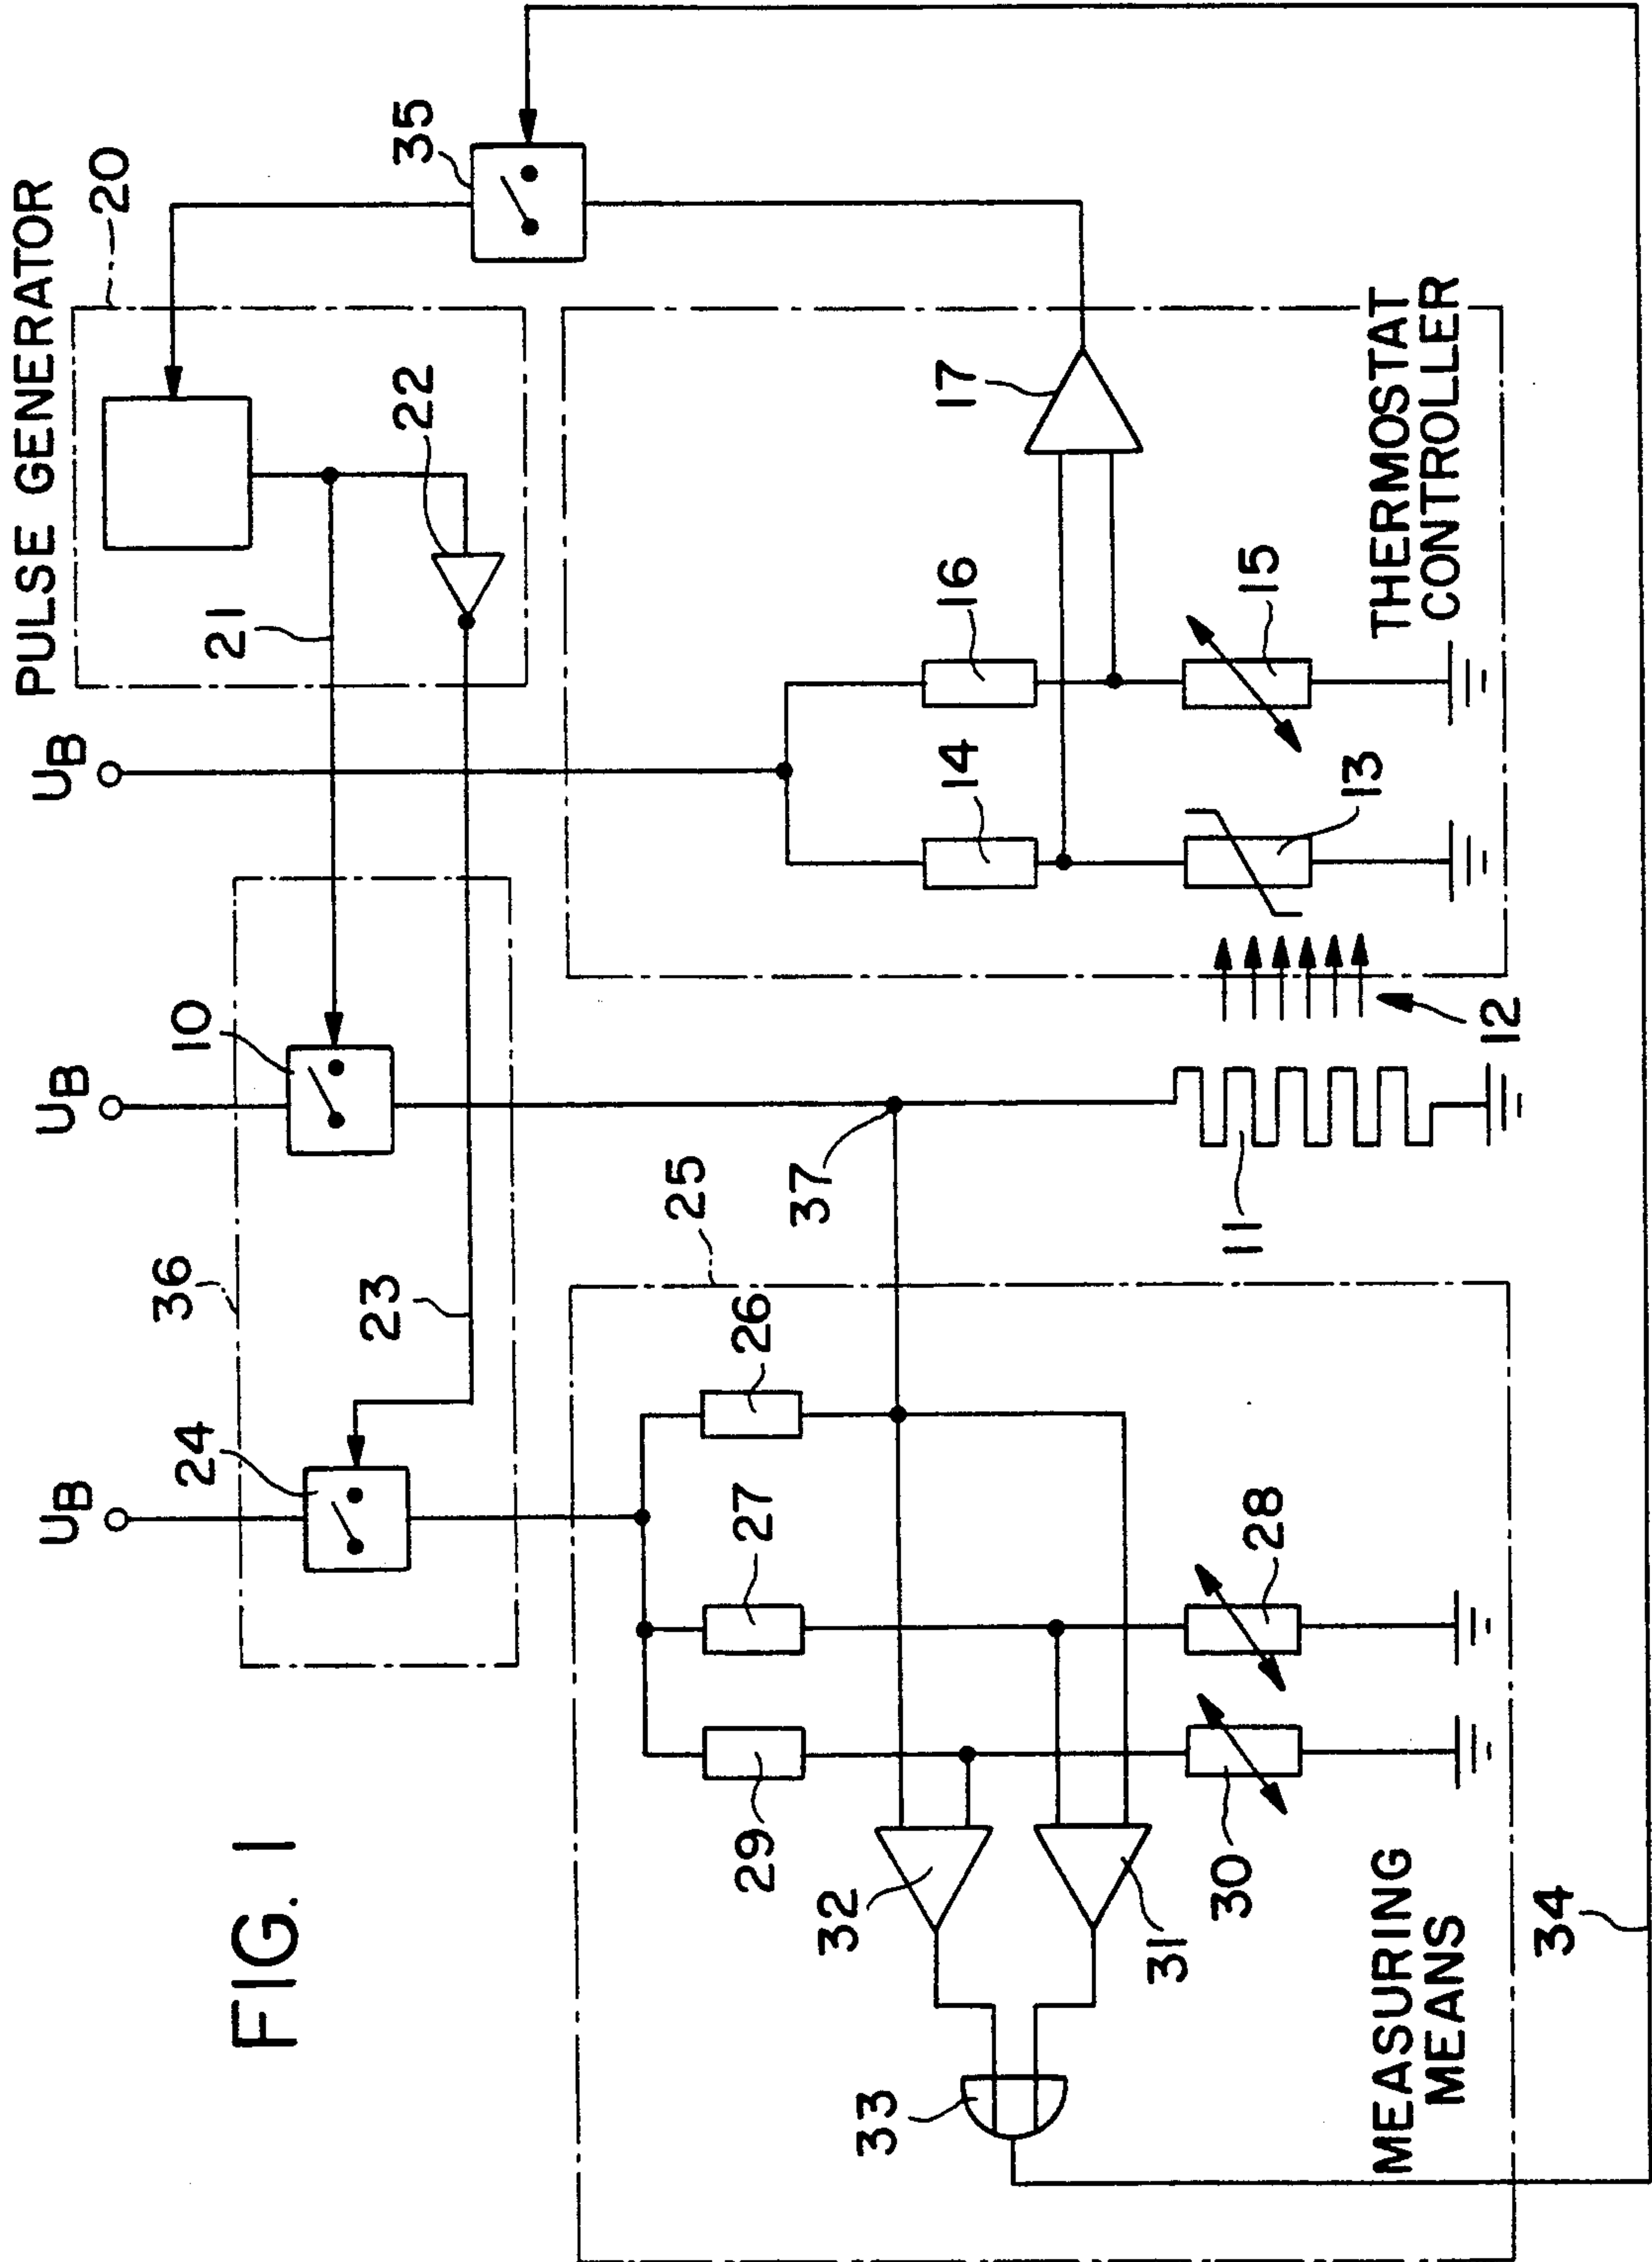 FIG. 1
PULSE GENERATOR
20
UB
UB
UB
36
24
10
21
22
23
35
25
MEASURING
MEANS
29
27
26
37
32
31
33
30
28
11
12
THERMOSTAT
CONTROLLER
14
16
17
13
15
34